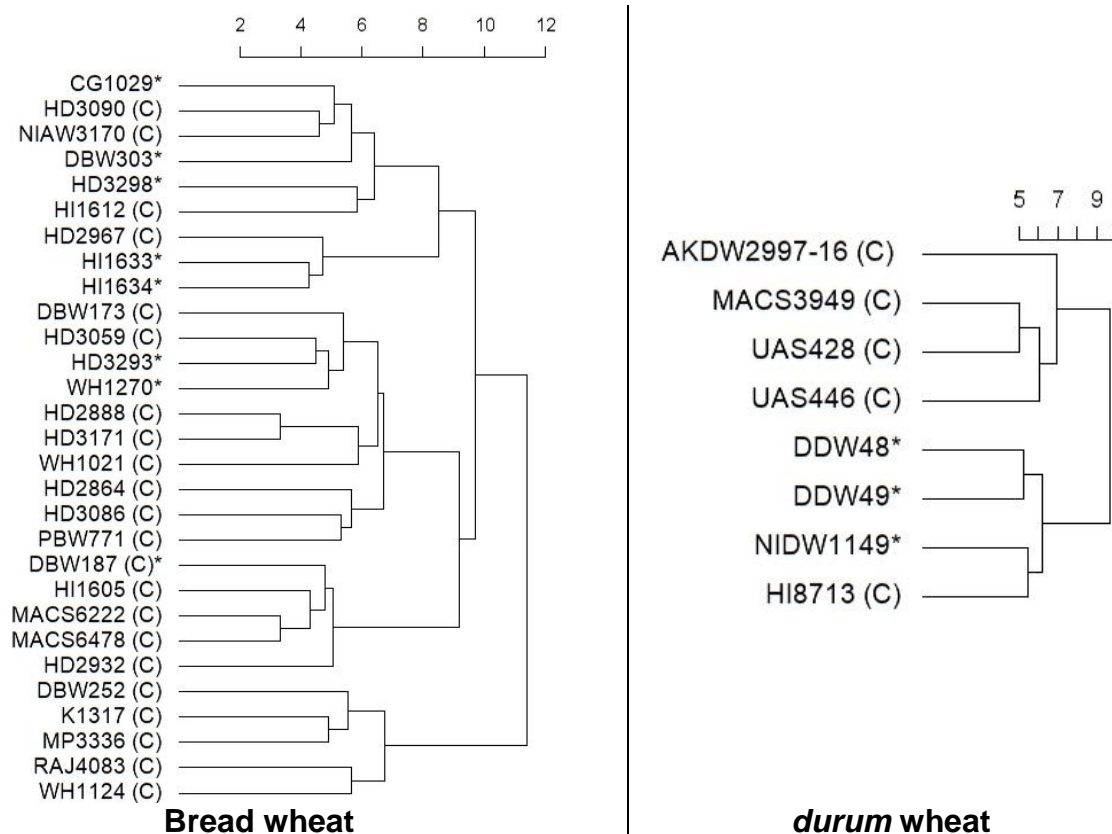 2 4 6 8 10 12
CG1029*
HD3090 (C)
NIAW3170 (C)
DBW303*
HD3298*
HI1612 (C)
HD2967 (C)
HI1633*
HI1634*
DBW173 (C)
HD3059 (C)
HD3293*
WH1270*
HD2888 (C)
HD3171 (C)
WH1021 (C)
HD2864 (C)
HD3086 (C)
PBW771 (C)
DBW187 (C)*
HI1605 (C)
MACS6222 (C)
MACS6478 (C)
HD2932 (C)
DBW252 (C)
K1317 (C)
MP3336 (C)
RAJ4083 (C)
WH1124 (C)
Bread wheat
5 7 9
AKDW2997-16 (C)
MACS3949 (C)
UAS428 (C)
UAS446 (C)
DDW48*
DDW49*
NIDW1149*
HI8713 (C)
durum wheat